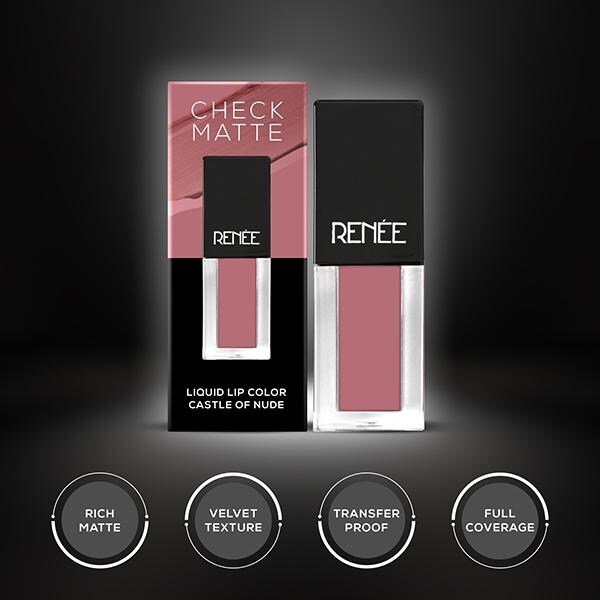 CHECK
MATTE
RENÉE
LIQUID LIP COLOR
CASTLE OF NUDE
RENÉE
RICH
MATTE
VELVET
TEXTURE
TRANSFER
PROOF
FULL
COVERAGE